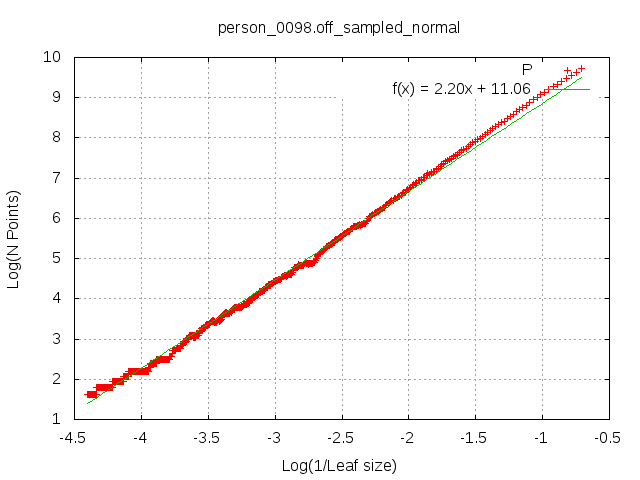 person_0098.off_sampled_normal
10
9
8
7
6
5
4
3
2
1
Log(N Points)
P
f(x) = 2.20x + 11.06
-4.5 -4 -3.5 -3 -2.5 -2 -1.5 -1 -0.5
Log(1/Leaf size)